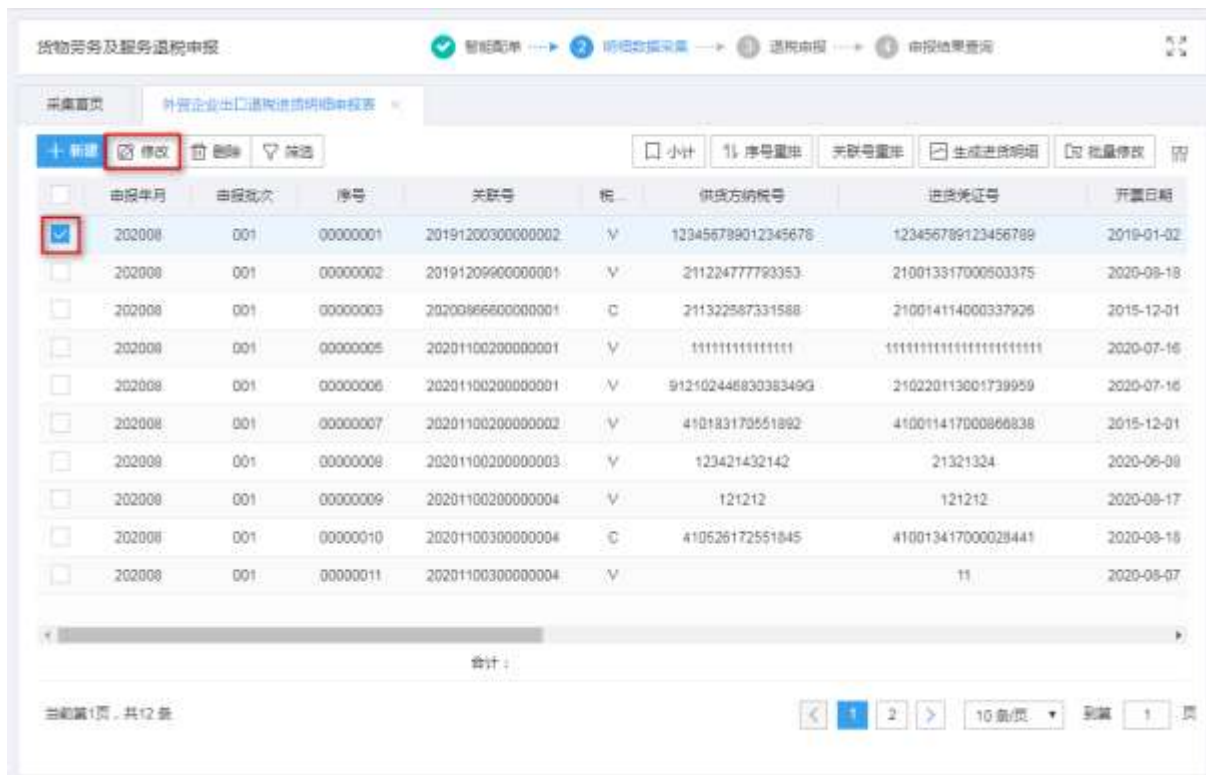 货物劳务及服务退税申报 智能配单 2 明细数据采集 3 退税申报 4 申报结果查询
采集首页 外贸企业出口退税进货明细申报表 ×
新建 修改 删除 筛选 小计 序号重排 关联号重排 生成进货明细 批量修改
申报年月 申报批次 序号 关联号 税... 供货方纳税号 进货凭证号 开票日期
202008 001 00000001 20191200300000002 V 123456789012345678 123456789123456789 2019-01-02
202008 001 00000002 20191209900000001 V 211224777793353 210013317000503375 2020-08-18
202008 001 00000003 20200866600000001 C 211322587331588 210014114000337926 2015-12-01
202008 001 00000005 20201100200000001 V 2020-07-16
202008 001 00000006 20201100200000001 V 91210244683038349G 210220113001739959 2020-07-16
202008 001 00000007 20201100200000002 V 410183170551892 410011417000866838 2015-12-01
202008 001 00000008 20201100200000003 V 123421432142 21321324 2020-06-08
202008 001 00000009 20201100200000004 V 121212 121212 2020-08-17
202008 001 00000010 20201100300000004 C 410526172551845 410013417000028441 2020-08-18
202008 001 00000011 20201100300000004 V 11 2020-08-07
合计：
当前第1页，共12 条 < 1 2 > 10 条/页 到第 1 页